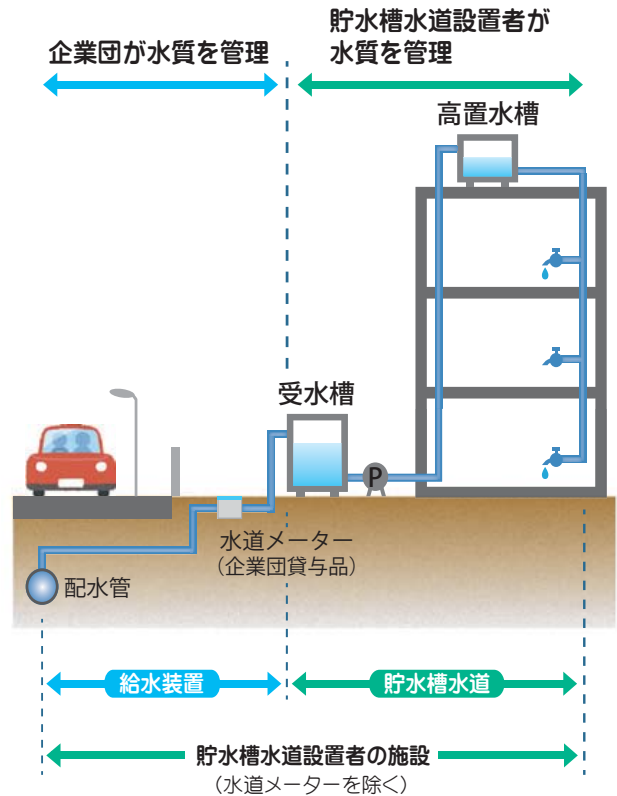 企業団が水質を管理
貯水槽水道設置者が
水質を管理
高置水槽
受水槽
P
水道メーター
(企業団貸与品)
配水管
給水装置
貯水槽水道
貯水槽水道設置者の施設
(水道メーターを除く)